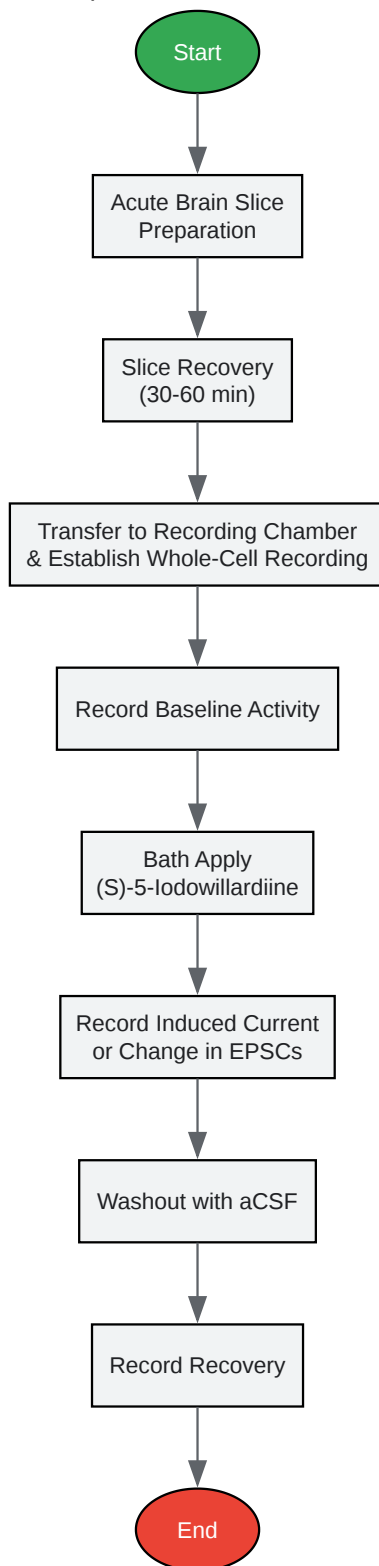 Start
Acute Brain Slice
Preparation
Slice Recovery
(30-60 min)
Transfer to Recording Chamber
& Establish Whole-Cell Recording
Record Baseline Activity
Bath Apply
(S)-5-Iodowillardiine
Record Induced Current
or Change in EPSCs
Washout with aCSF
Record Recovery
End